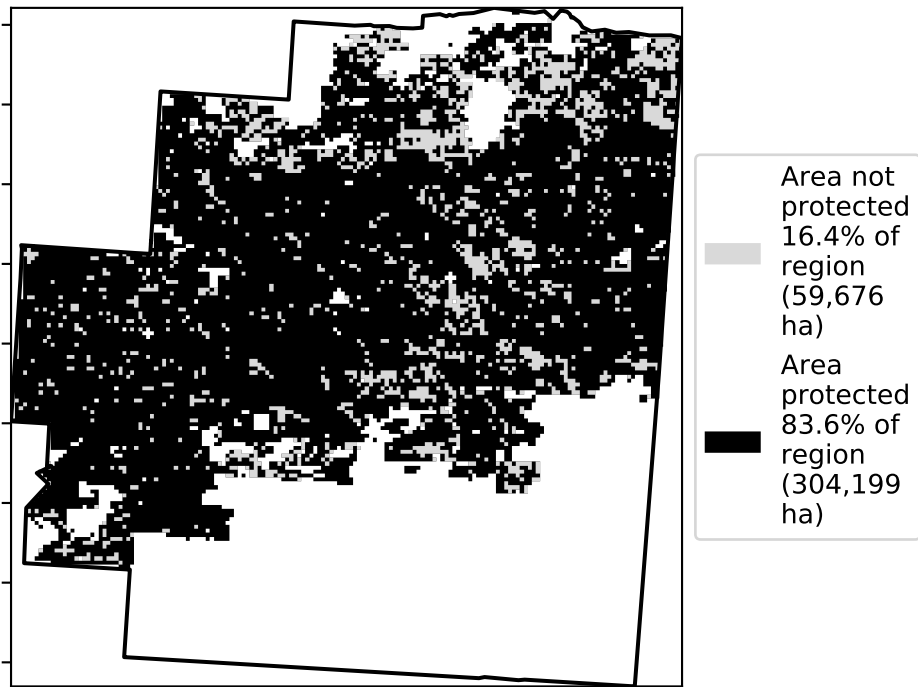 Area not
protected
16.4% of
region
(59,676
ha)
Area
protected
83.6% of
region
(304,199
ha)